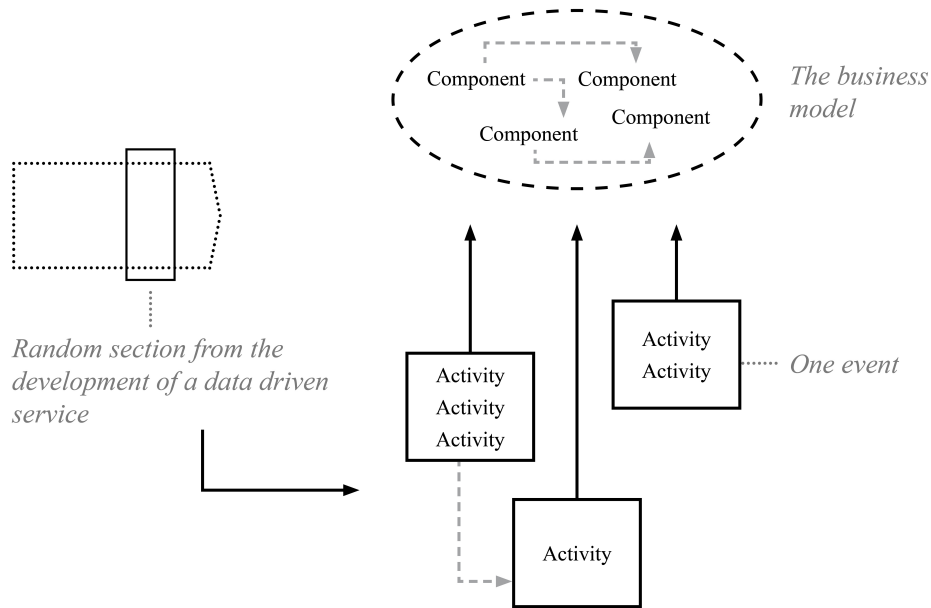 Component
Component
Component
Component
The business
model
Random section from the
development of a data driven
service
Activity
Activity
Activity
Activity
Activity
One event
Activity